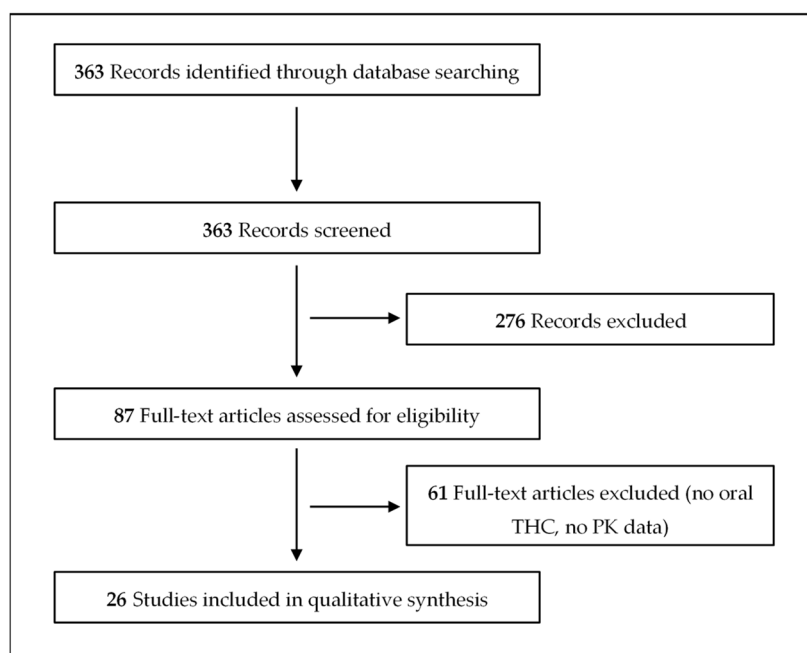 363 Records identified through database searching
363 Records screened
276 Records excluded
87 Full-text articles assessed for eligibility
61 Full-text articles excluded (no oral
THC, no PK data)
26 Studies included in qualitative synthesis